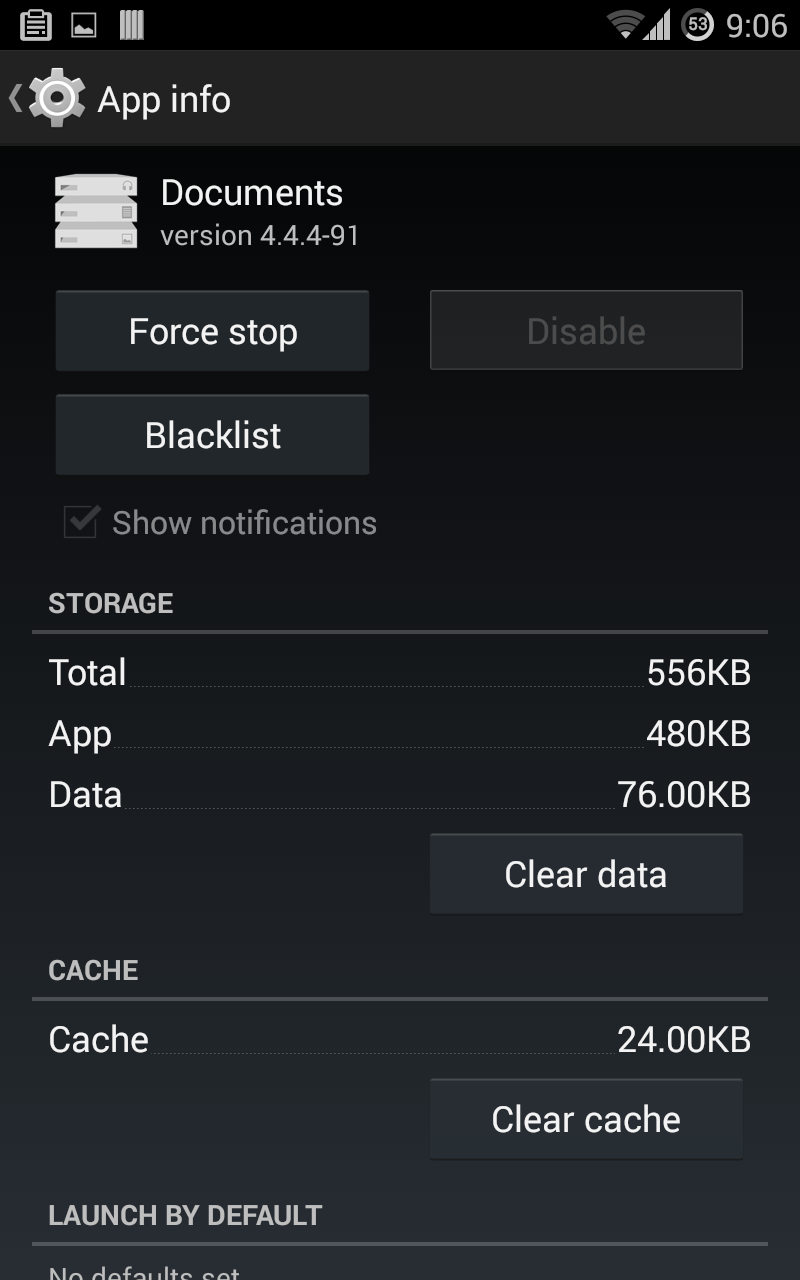 53 9:06
App info
Documents
version 4.4.4-91
Force stop
Disable
Blacklist
Show notifications
STORAGE
Total 556KB
App 480KB
Data 76.00KB
Clear data
CACHE
Cache 24.00KB
Clear cache
LAUNCH BY DEFAULT
No defaults set